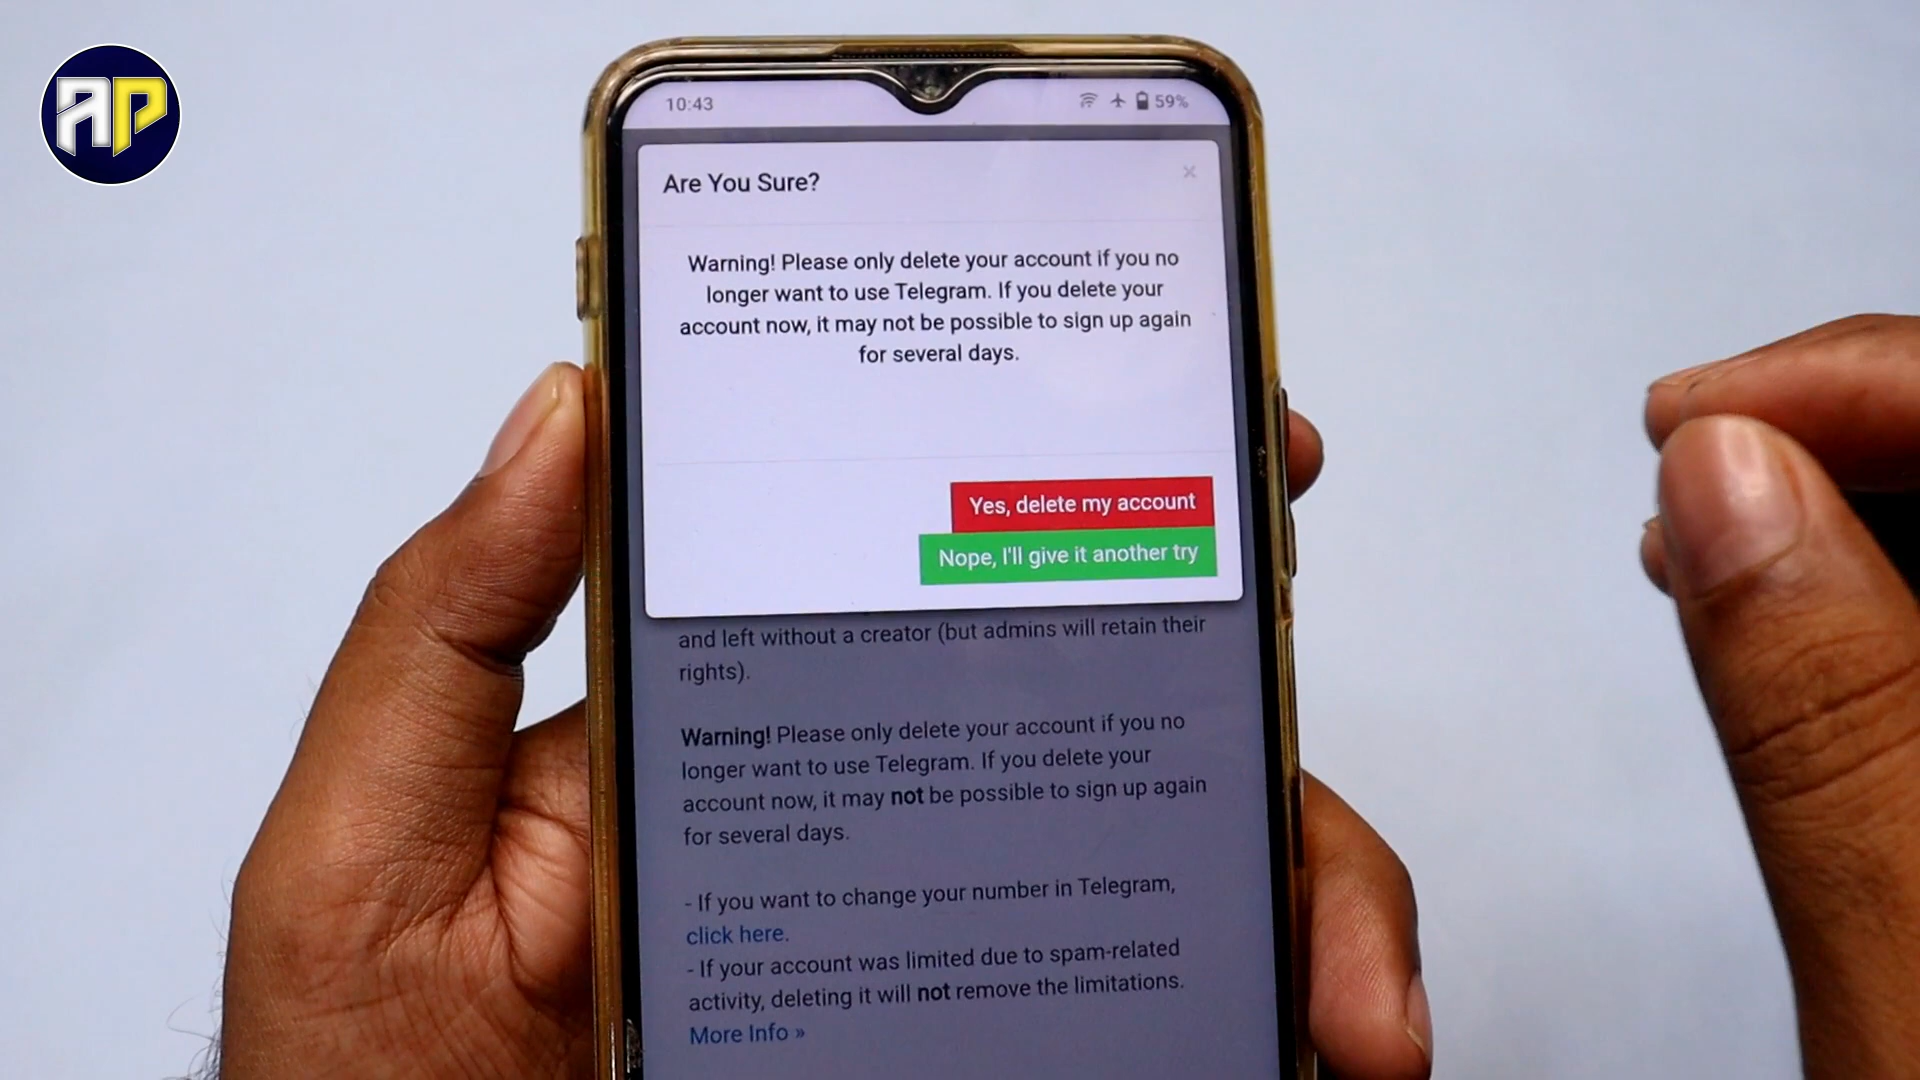 AP
10:43
59%
Are You Sure?
×
Warning! Please only delete your account if you no
longer want to use Telegram. If you delete your
account now, it may not be possible to sign up again
for several days.
Yes, delete my account
Nope, I'll give it another try
and left without a creator (but admins will retain their
rights).
Warning! Please only delete your account if you no
longer want to use Telegram. If you delete your
account now, it may not be possible to sign up again
for several days.
- If you want to change your number in Telegram,
click here.
- If your account was limited due to spam-related
activity, deleting it will not remove the limitations.
More Info »